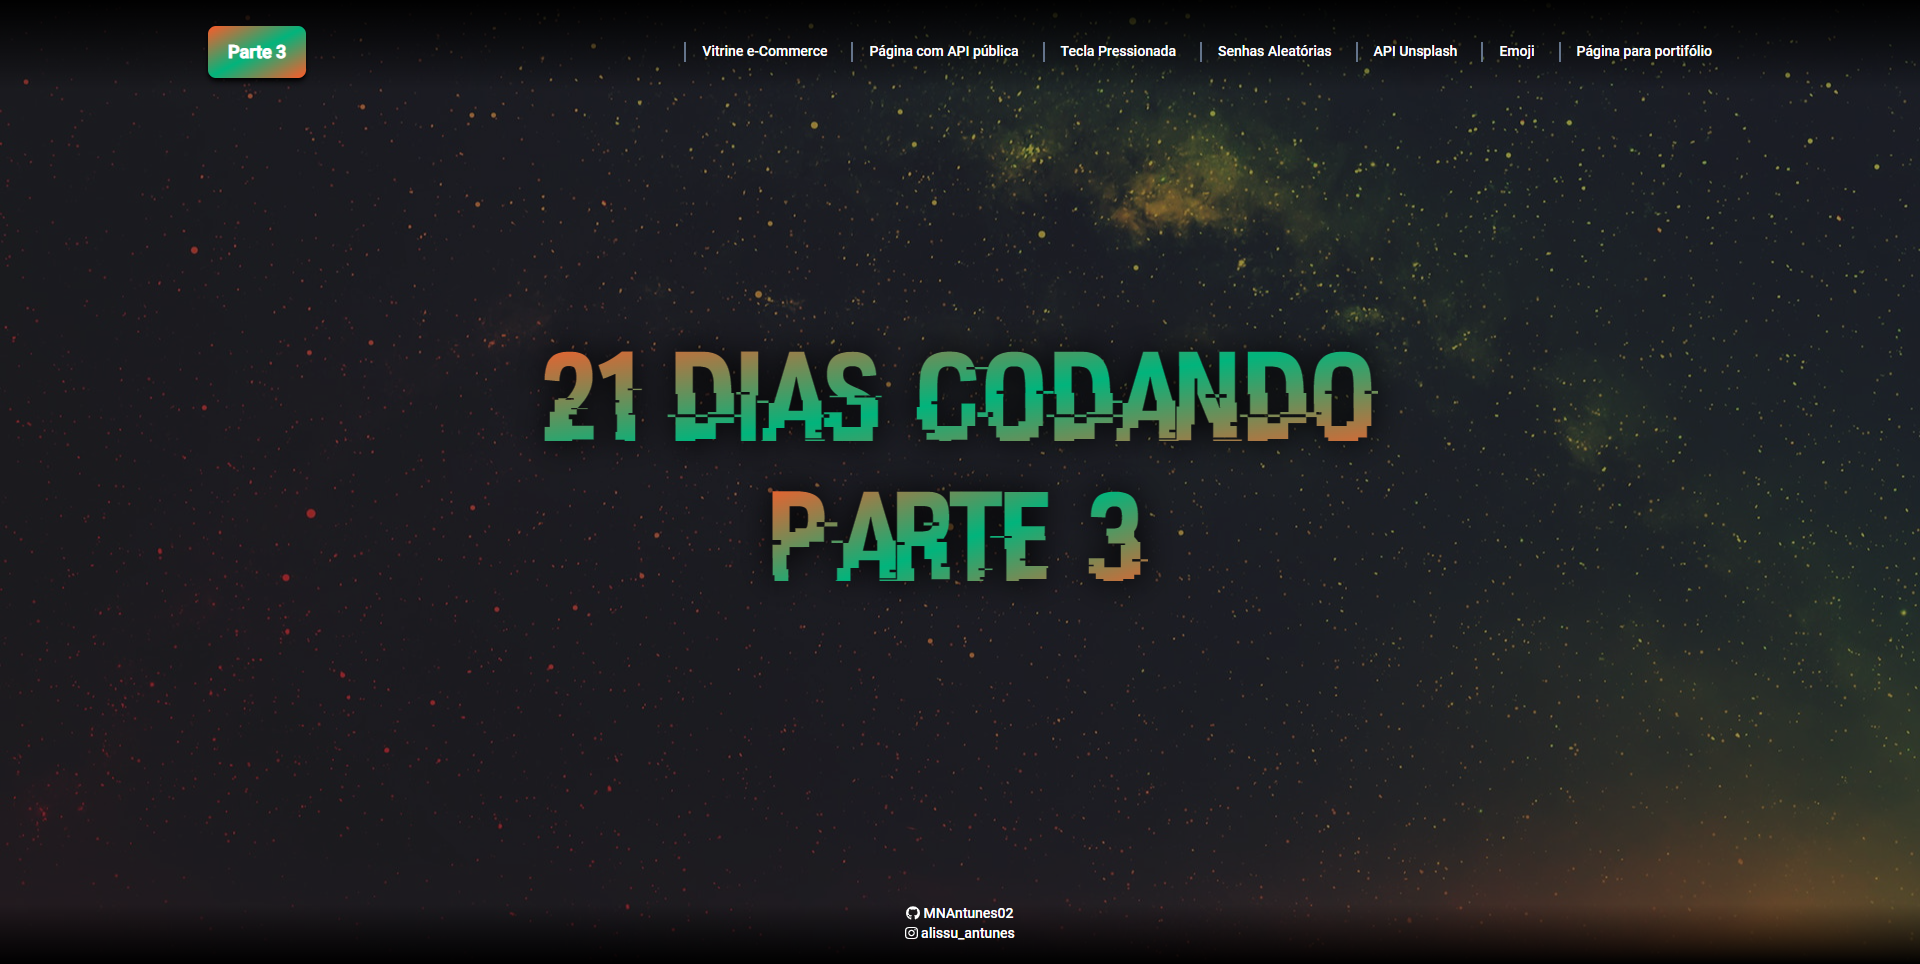 Parte 3
Vitrine e-Commerce
Página com API pública
Tecla Pressionada
Senhas Aleatórias
API Unsplash
Emoji
Página para portifólio
21 DIAS CODANDO
PARTE 3
MNAntunes02
alissu_antunes